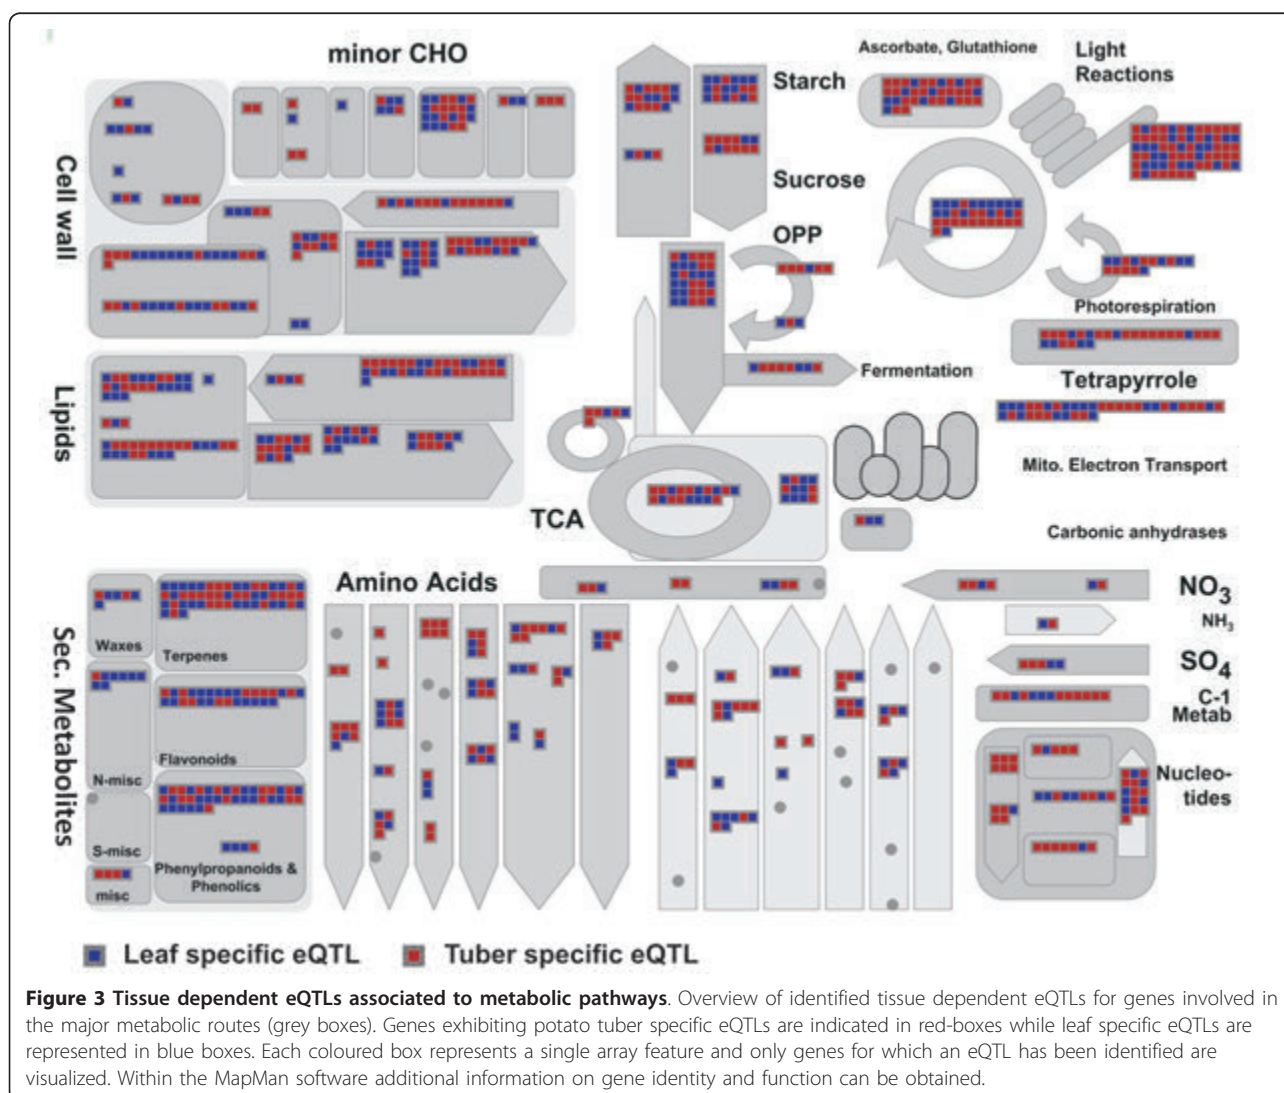 minor CHO
Starch
Sucrose
Ascorbate, Glutathione
Light
Reactions
Cell wall
OPP
Photorespiration
Tetrapyrrole
Fermentation
Lipids
Mito. Electron Transport
TCA
Carbonic anhydrases
Amino Acids
NO3
NH3
SO4
C-1
Metab
Nucleo-
tides
Sec. Metabolites
Waxes
Terpenes
N-misc
Flavonoids
S-misc
Phenylpropanoids &
Phenolics
misc
Leaf specific eQTL
Tuber specific eQTL
Figure 3 Tissue dependent eQTLs associated to metabolic pathways. Overview of identified tissue dependent eQTLs for genes involved in
the major metabolic routes (grey boxes). Genes exhibiting potato tuber specific eQTLs are indicated in red-boxes while leaf specific eQTLs are
represented in blue boxes. Each coloured box represents a single array feature and only genes for which an eQTL has been identified are
visualized. Within the MapMan software additional information on gene identity and function can be obtained.